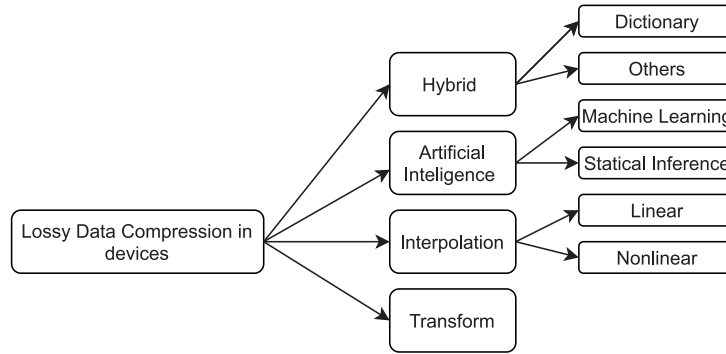 Dictionary
Hybrid
Others
Machine Learning
Artificial
Inteligence
Statical Inference
Lossy Data Compression in
devices
Linear
Interpolation
Nonlinear
Transform